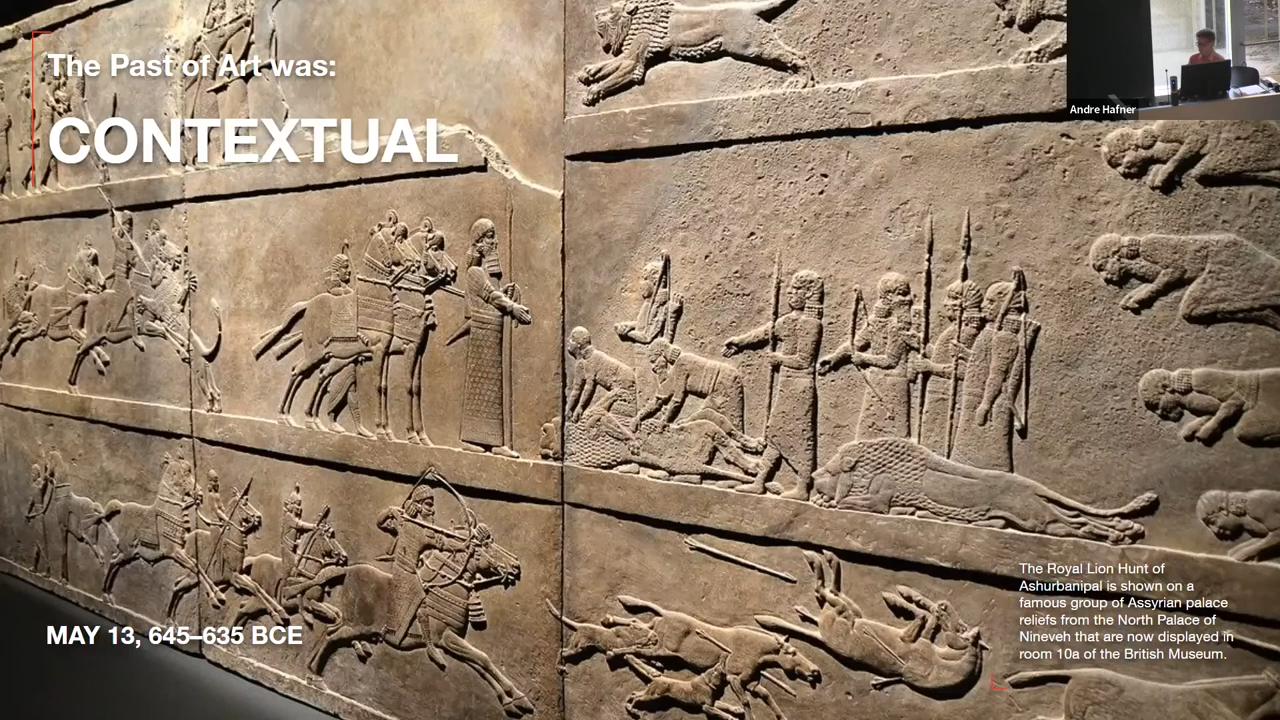 The Past of Art was:
CONTEXTUAL
Andre Hafner
MAY 13, 645–635 BCE
The Royal Lion Hunt of
Ashurbanipal is shown on a
famous group of Assyrian palace
reliefs from the North Palace of
Nineveh that are now displayed in
room 10a of the British Museum.